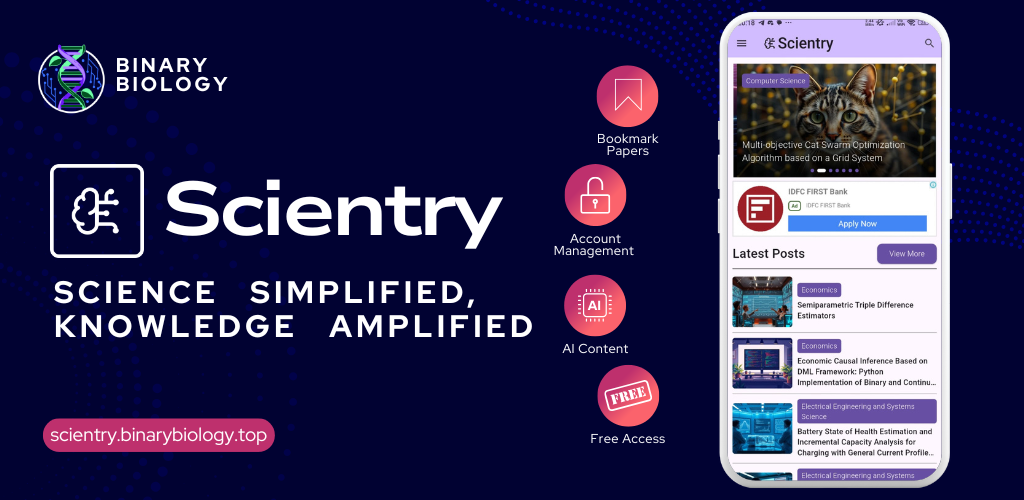 BINARY
BIOLOGY
Scientry
SCIENCE SIMPLIFIED,
KNOWLEDGE AMPLIFIED
scientry.binarybiology.top
Bookmark
Papers
Account
Management
AI
AI Content
FREE
Free Access
Scientry
Computer Science
Multi-objective Cat Swarm Optimization
Algorithm based on a Grid System
IDFC FIRST Bank
Ad IDFC FIRST Bank
Apply Now
Latest Posts
View More
Economics
Semiparametric Triple Difference
Estimators
Economics
Economic Causal Inference Based on
DML Framework: Python
Implementation of Binary and Continu...
Electrical Engineering and Systems
Science
Battery State of Health Estimation and
Incremental Capacity Analysis for
Charging with General Current Profile...
Electrical Engineering and Systems